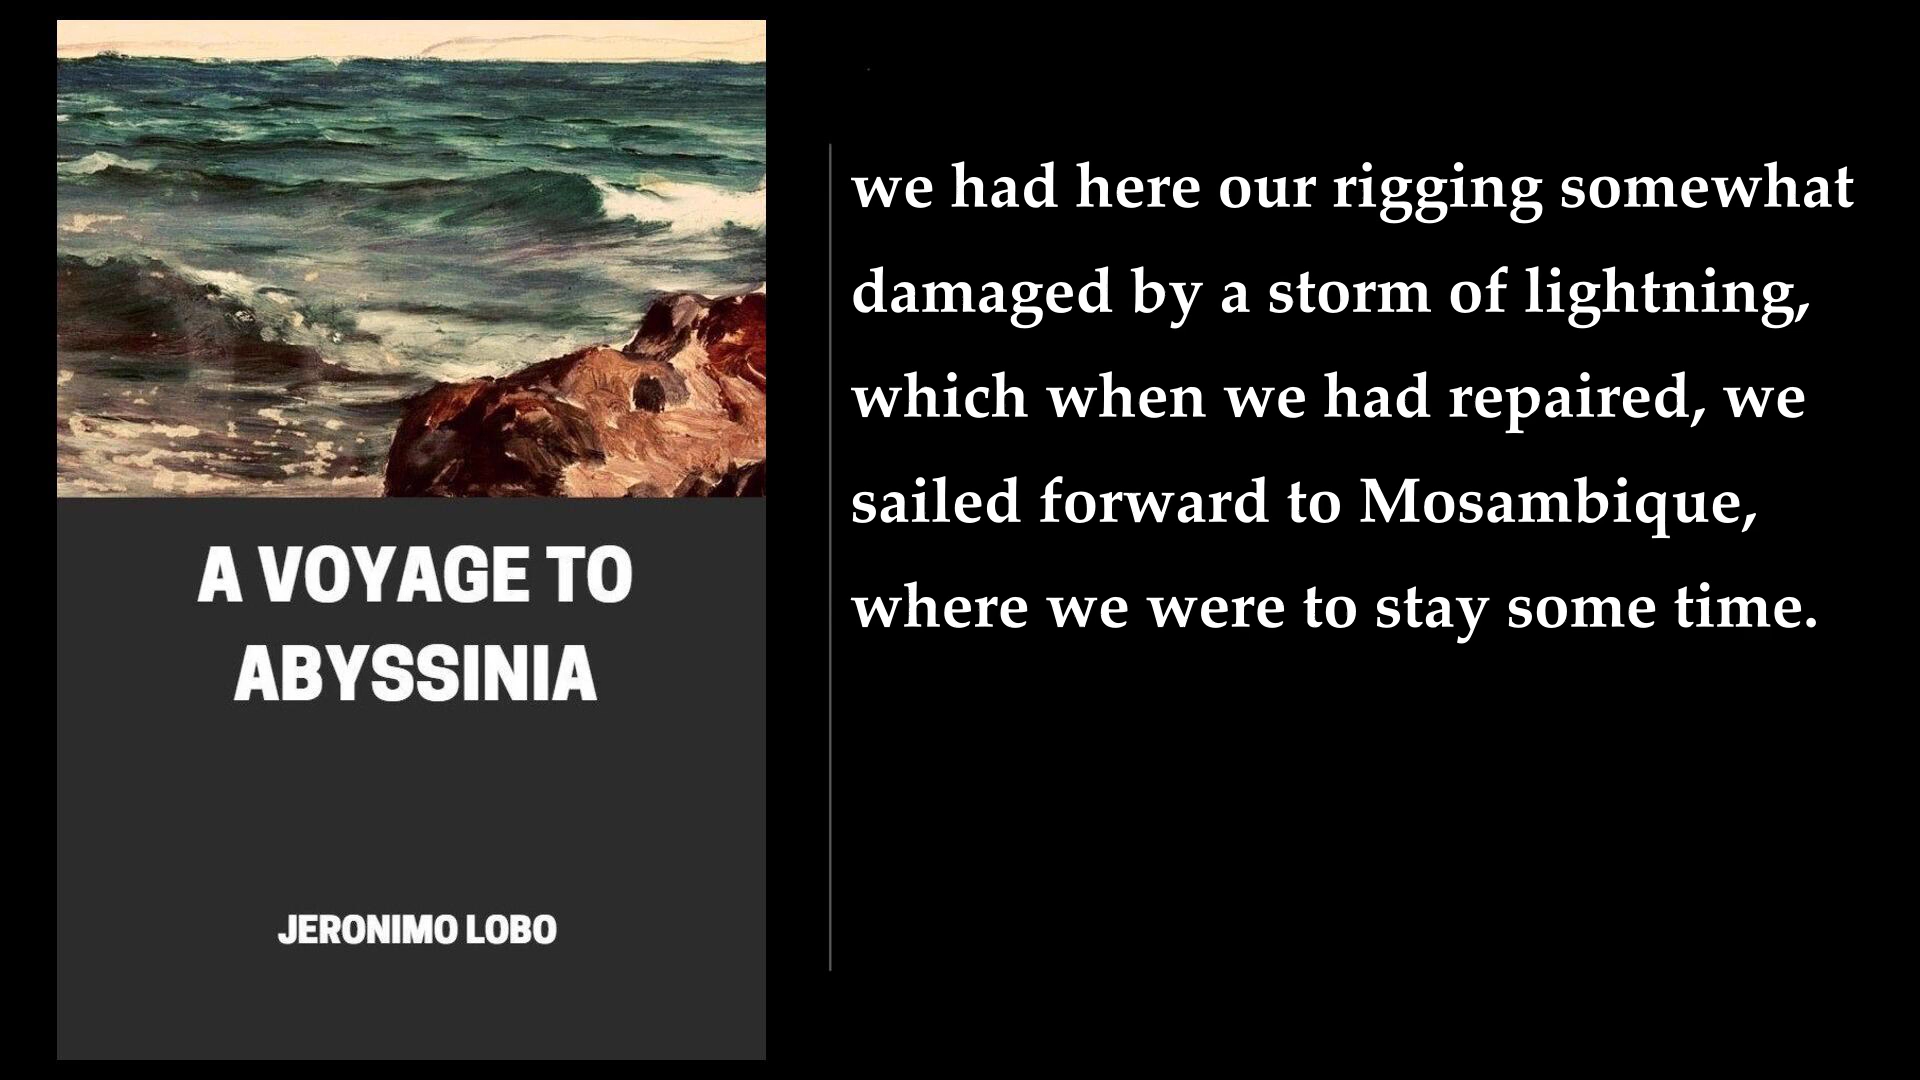 A VOYAGE TO
ABYSSINIA
JERONIMO LOBO
we had here our rigging somewhat
damaged by a storm of lightning,
which when we had repaired, we
sailed forward to Mosambique,
where we were to stay some time.